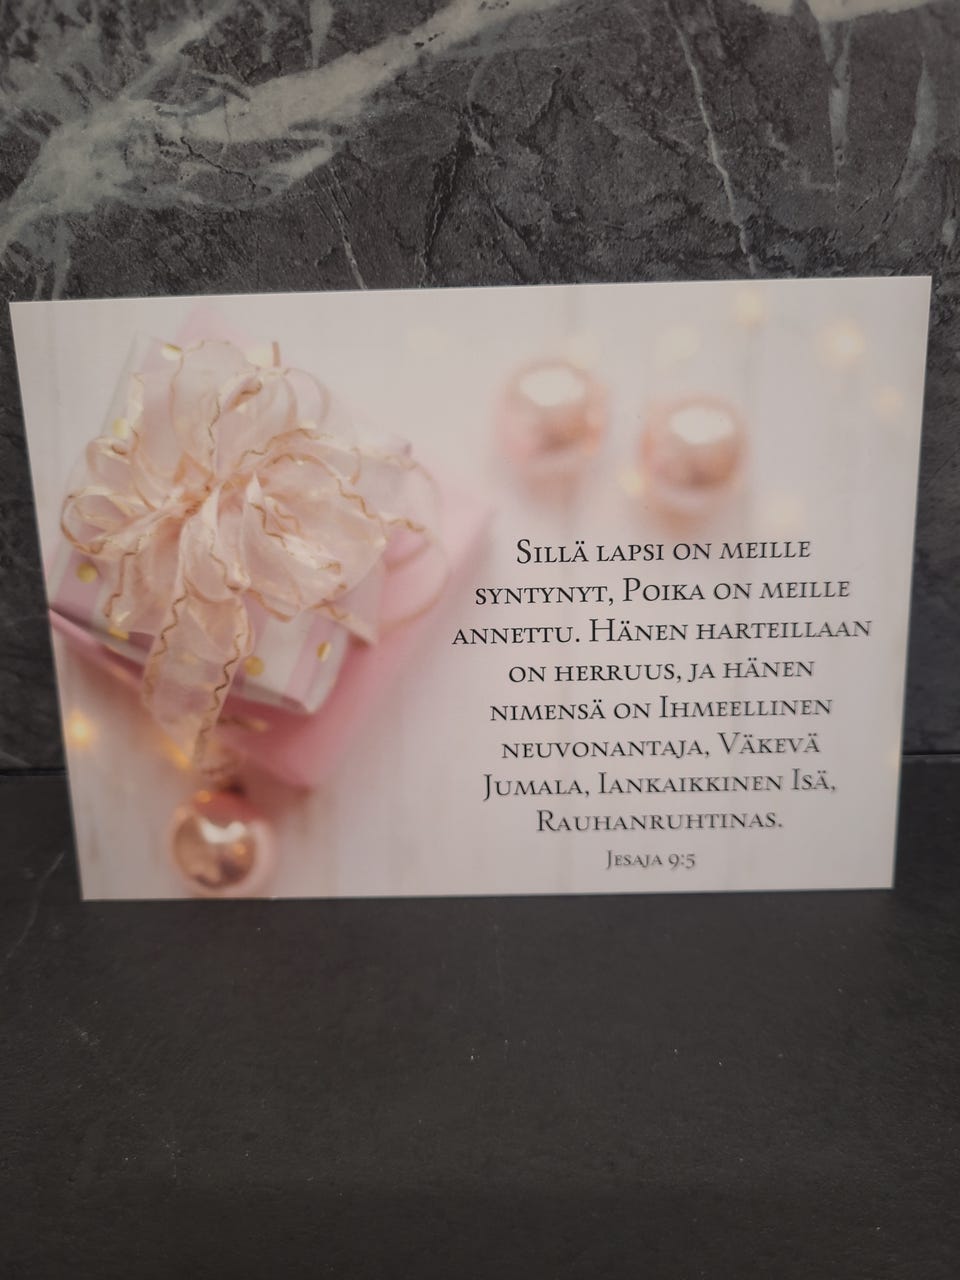 Sillä lapsi on meille
syntynyt, Poika on meille
annettu. Hänen harteillaan
on herruus, ja hänen
nimensä on Ihmeellinen
neuvonantaja, Väkevä
Jumala, Iankaikkinen Isä,
Rauhanruhtinas.
Jesaja 9:5